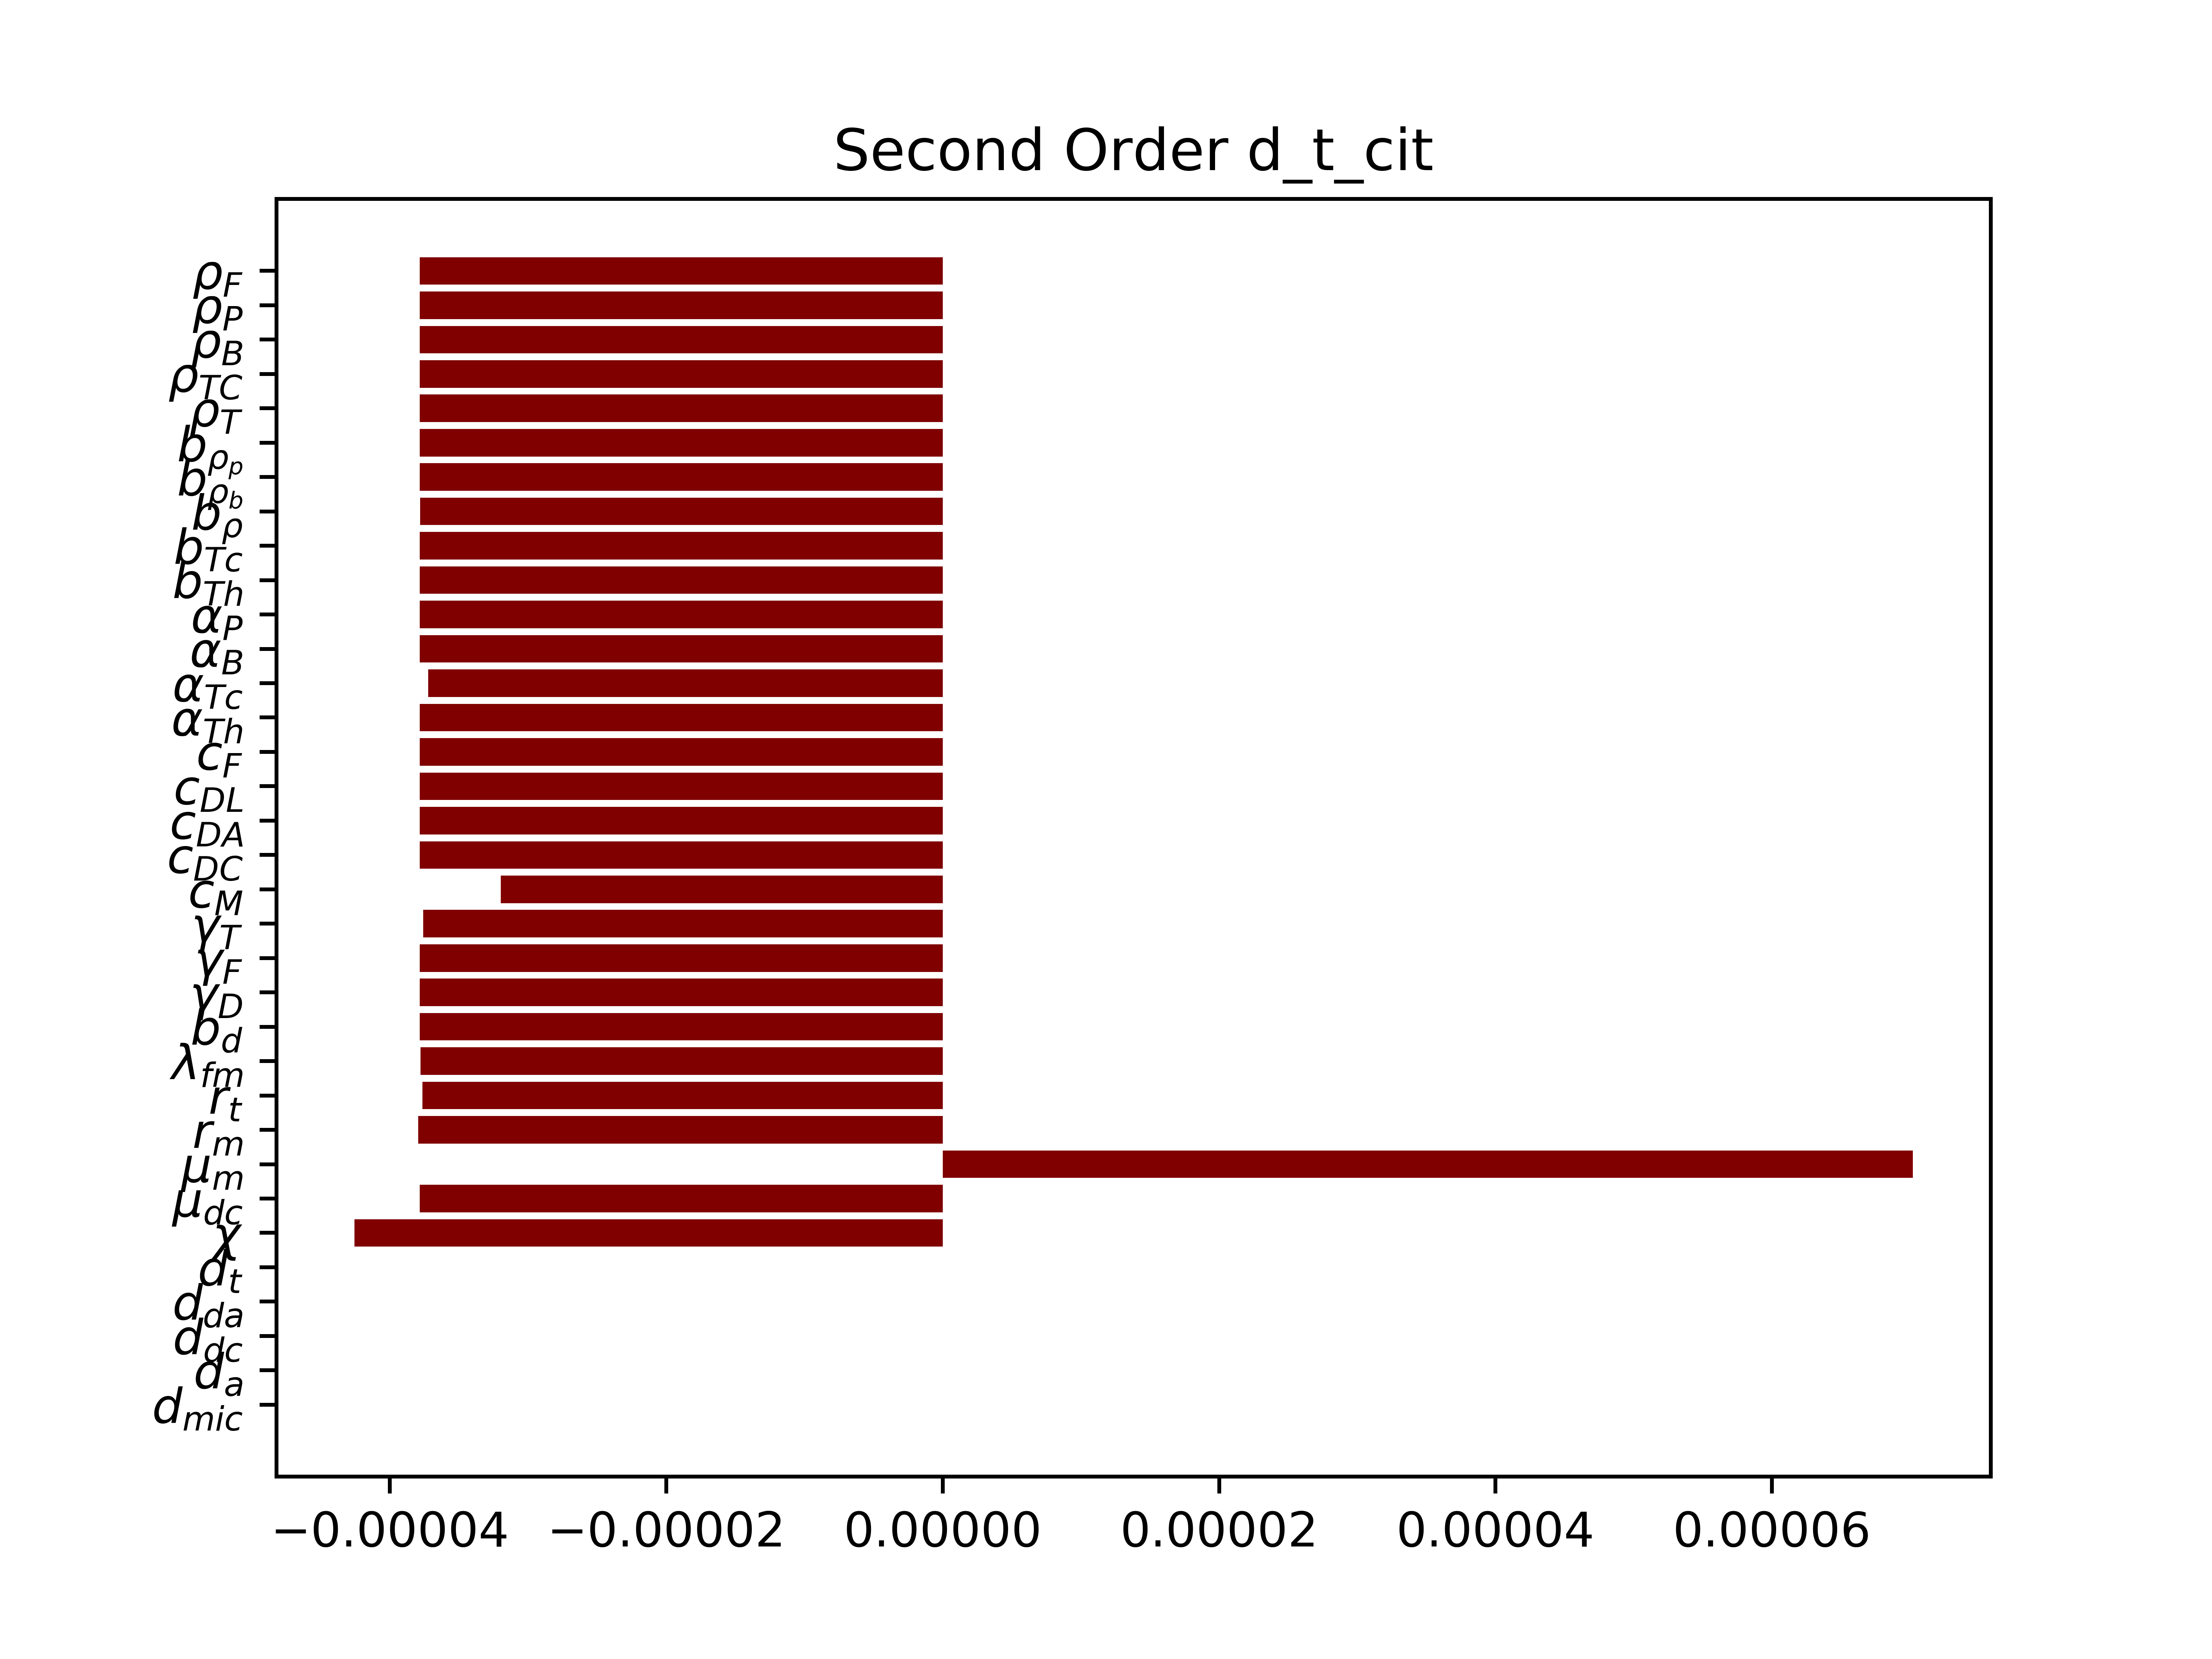 Second Order d_t_cit
ρ_F
ρ_P
ρ_B
ρ_TC
ρ_T
b_ρ_p
b_ρ_b
b_ρ
b_Tc
b_Th
α_P
α_B
α_Tc
α_Th
c_F
c_DL
c_DA
c_DC
c_M
γ_T
γ_F
γ_D
b_d
λ_fm
r_t
r_m
μ_m
μ_dc
χ
d_t
d_da
d_dc
d_a
d_mic
−0.00004 −0.00002 0.00000 0.00002 0.00004 0.00006